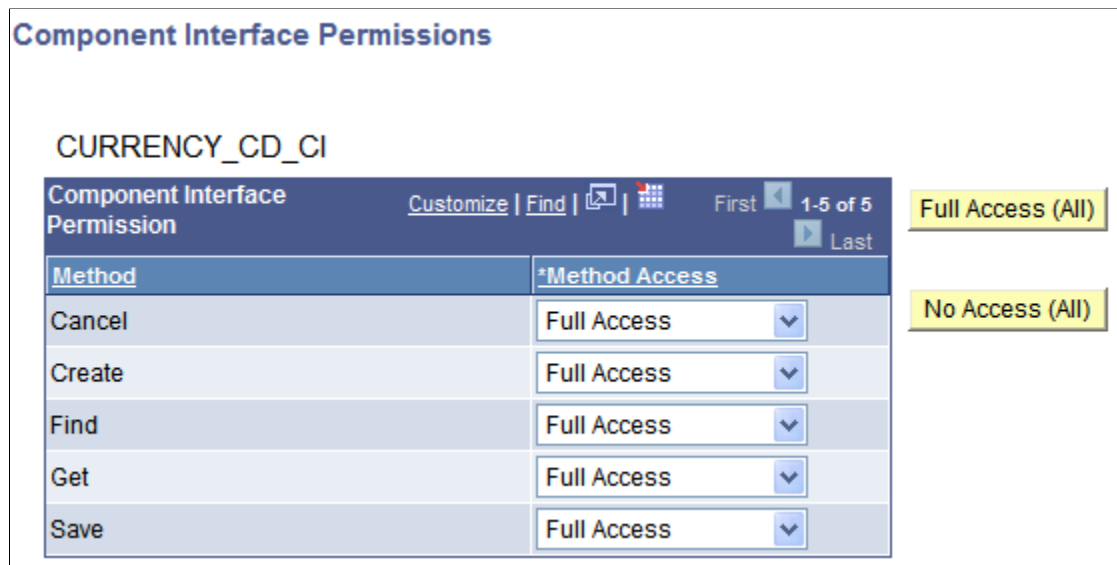 Component Interface Permissions
CURRENCY_CD_CI
Component Interface Permission
Customize | Find | | First 1-5 of 5 Last
Full Access (All)
Method *Method Access
No Access (All)
Cancel Full Access
Create Full Access
Find Full Access
Get Full Access
Save Full Access